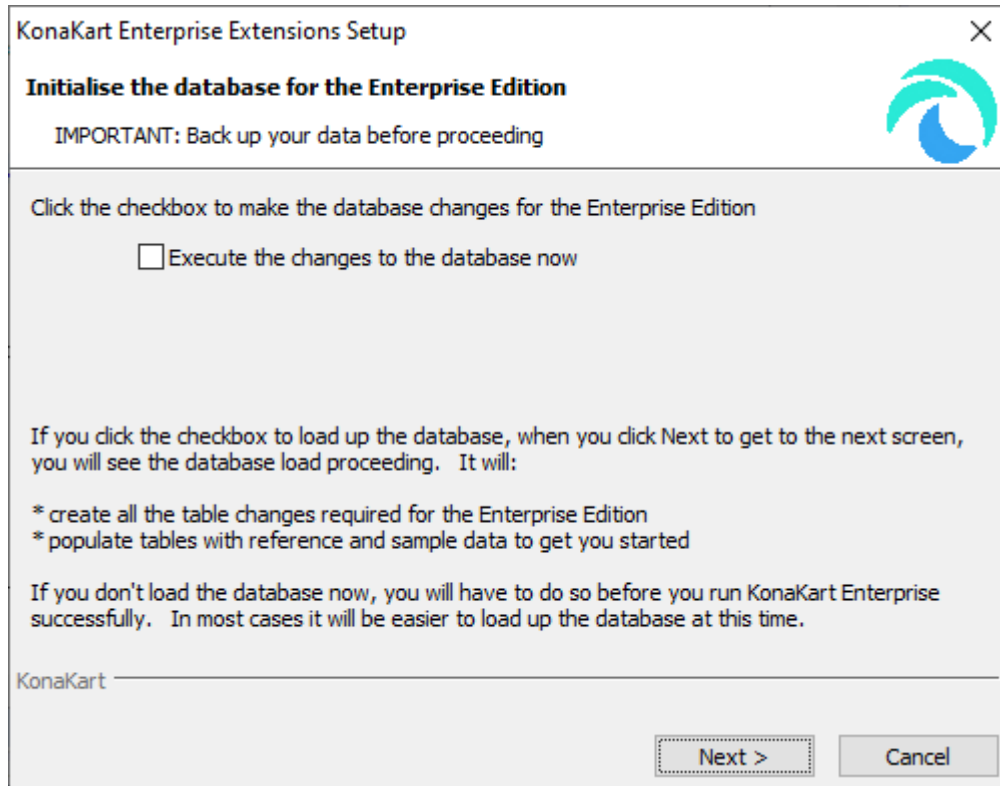 KonaKart Enterprise Extensions Setup
Initialise the database for the Enterprise Edition
IMPORTANT: Back up your data before proceeding
Click the checkbox to make the database changes for the Enterprise Edition
Execute the changes to the database now
If you click the checkbox to load up the database, when you click Next to get to the next screen,
you will see the database load proceeding.   It will:
* create all the table changes required for the Enterprise Edition
* populate tables with reference and sample data to get you started
If you don't load the database now, you will have to do so before you run KonaKart Enterprise
successfully.   In most cases it will be easier to load up the database at this time.
KonaKart
Next >
Cancel